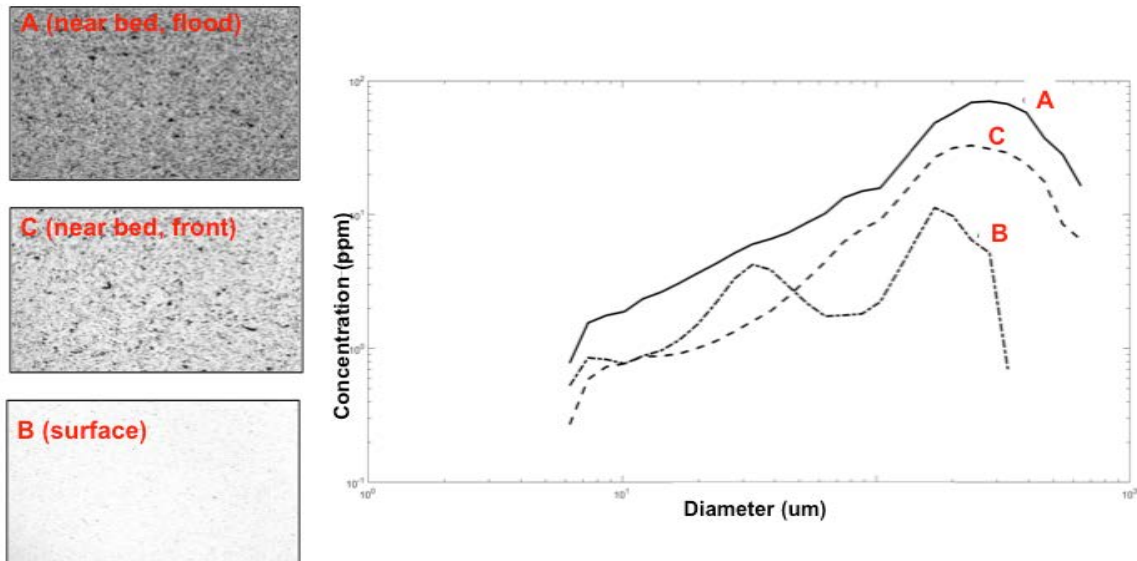 A (near bed, flood)
C (near bed, front)
B (surface)
10²
10¹
10⁰
10⁻¹
Concentration (ppm)
A
C
B
10⁰
10¹
10³
Diameter (um)